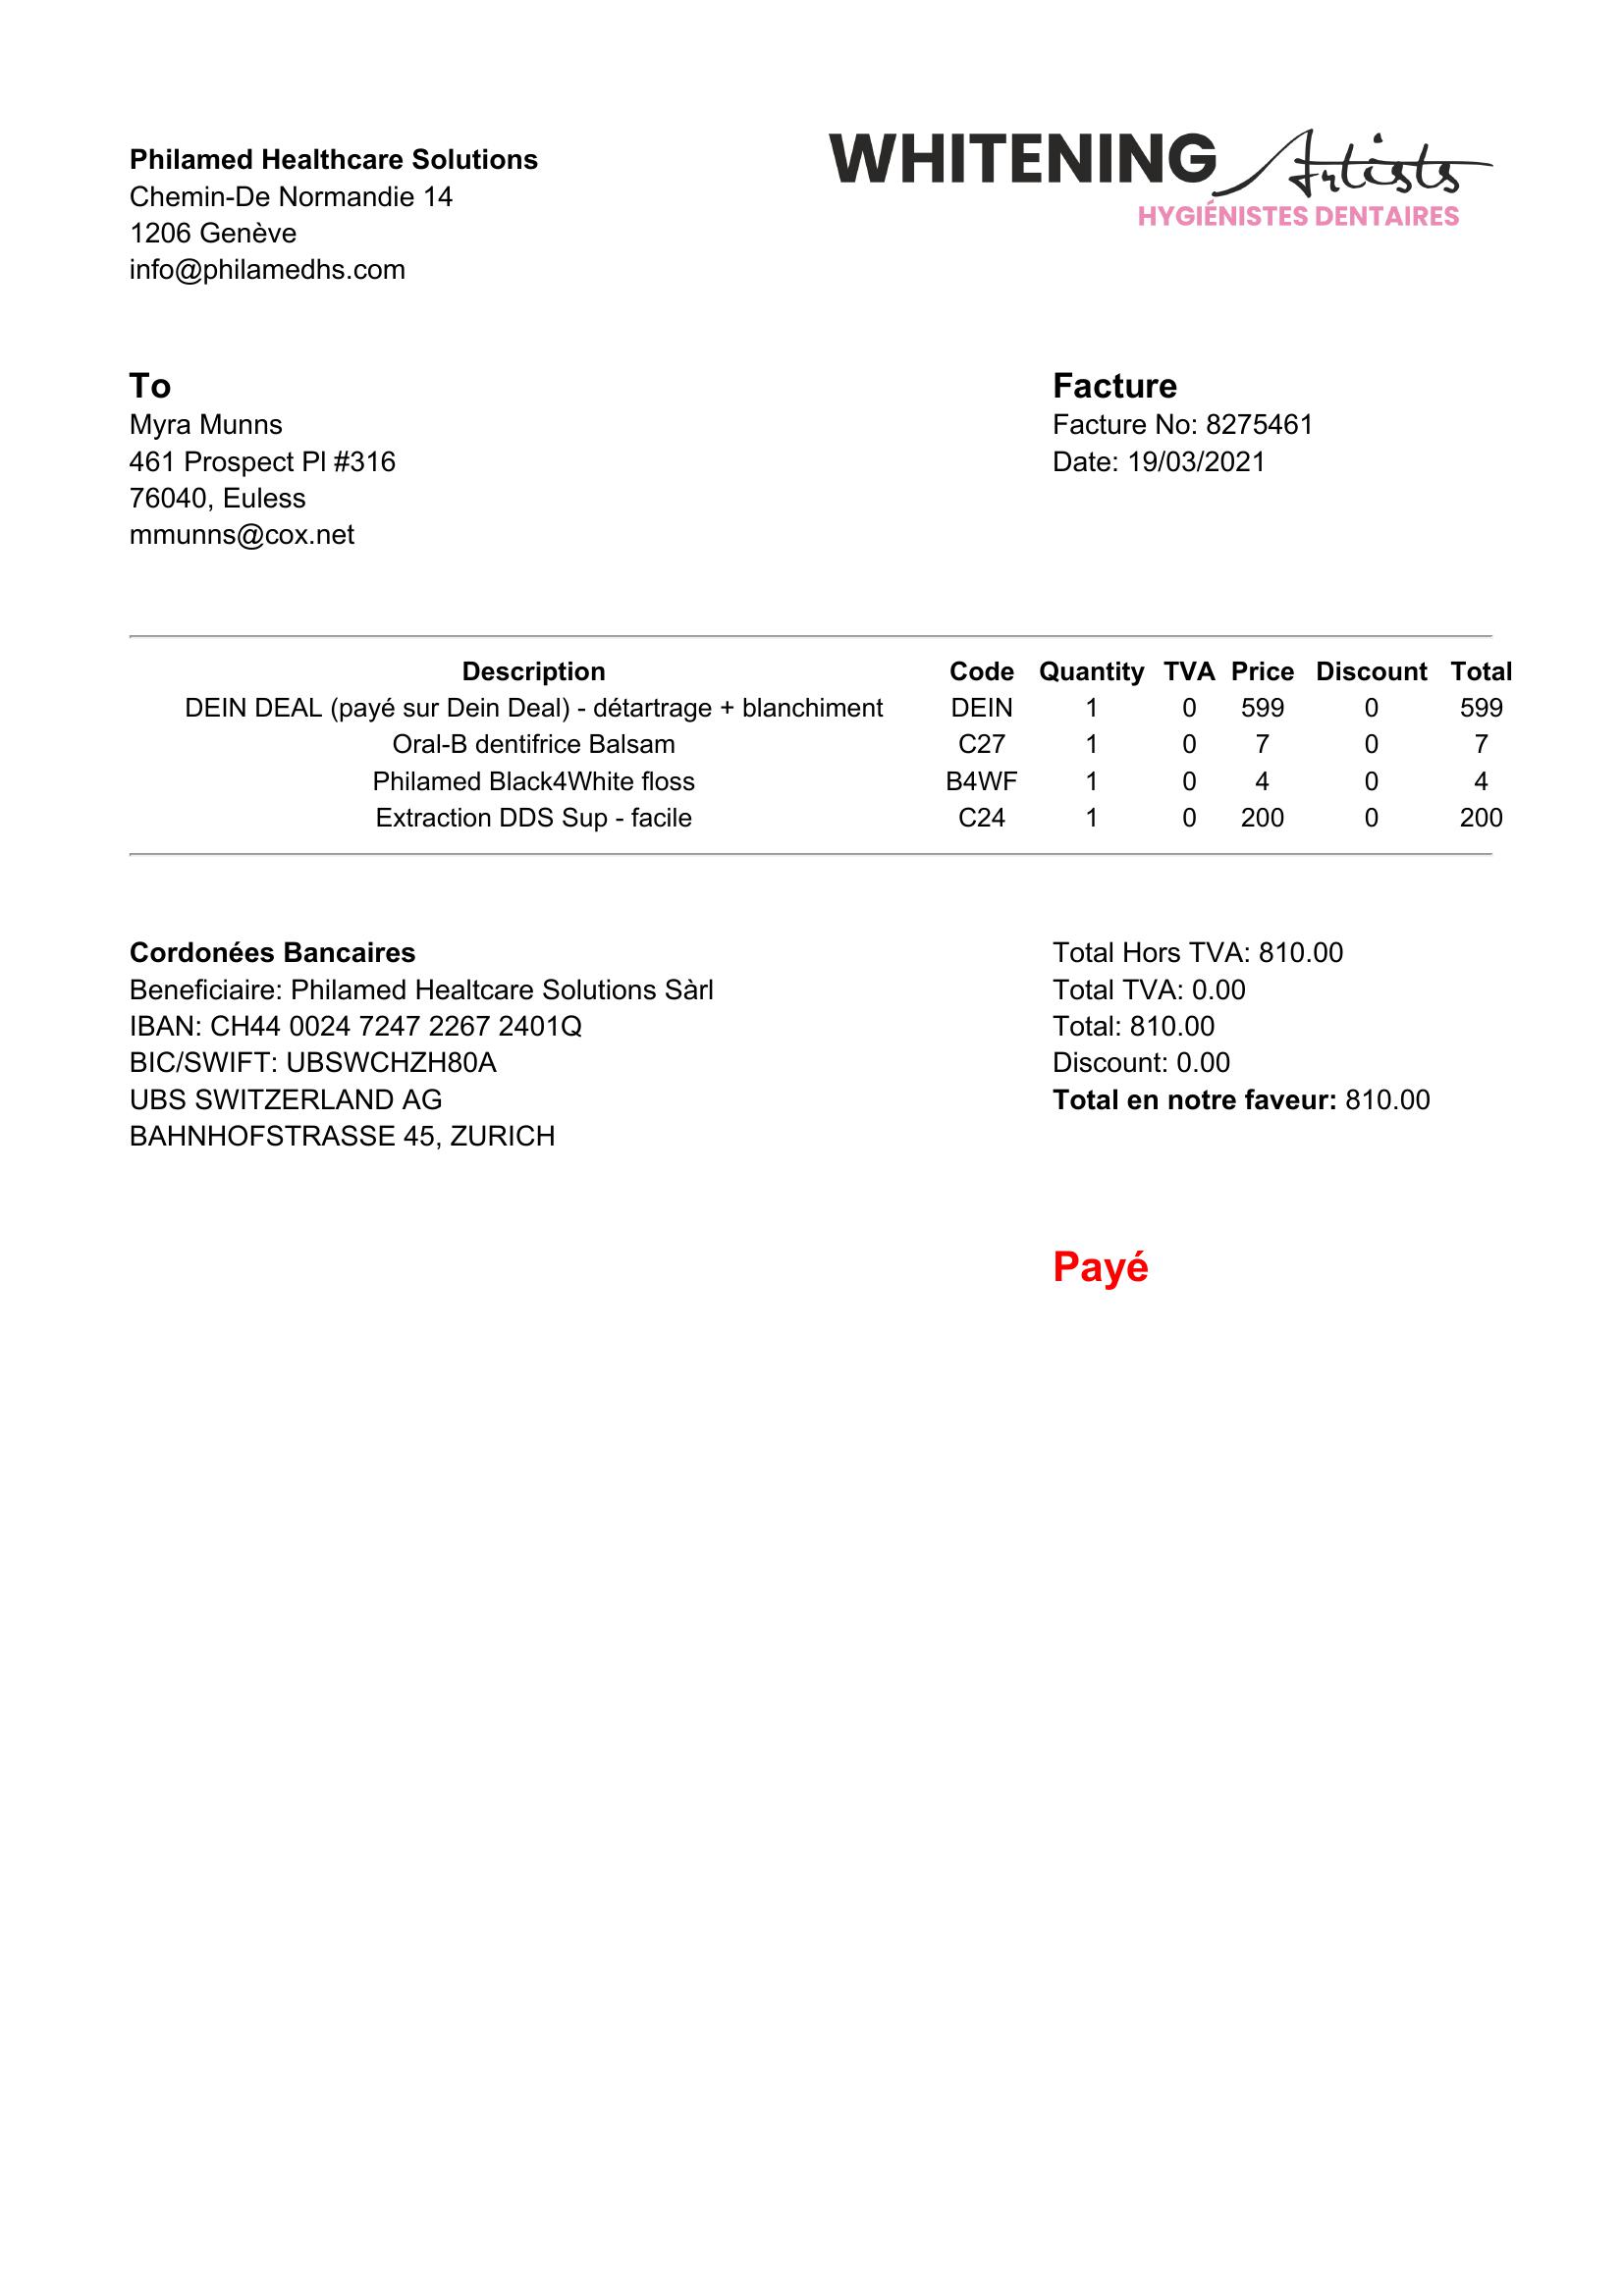 Philamed Healthcare Solutions
Chemin-De Normandie 14
1206 Genève
info@philamedhs.com
WHITENING Artists
HYGIÉNISTES DENTAIRES
To
Myra Munns
461 Prospect Pl #316
76040, Euless
mmunns@cox.net
Facture
Facture No: 8275461
Date: 19/03/2021
Description Code Quantity TVA Price Discount Total
DEIN DEAL (payé sur Dein Deal) - détartrage + blanchiment DEIN 1 0 599 0 599
Oral-B dentifrice Balsam C27 1 0 7 0 7
Philamed Black4White floss B4WF 1 0 4 0 4
Extraction DDS Sup - facile C24 1 0 200 0 200
Cordonées Bancaires
Beneficiaire: Philamed Healtcare Solutions Sàrl
IBAN: CH44 0024 7247 2267 2401Q
BIC/SWIFT: UBSWCHZH80A
UBS SWITZERLAND AG
BAHNHOFSTRASSE 45, ZURICH
Total Hors TVA: 810.00
Total TVA: 0.00
Total: 810.00
Discount: 0.00
Total en notre faveur: 810.00
Payé